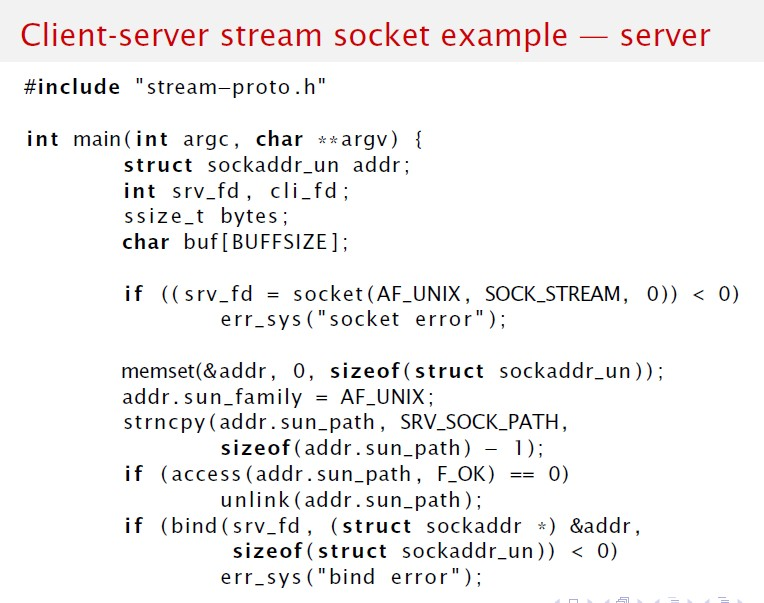 Client-server stream socket example — server
#include "stream-proto.h"
int main(int argc, char **argv) {
struct sockaddr_un addr;
int srv_fd, cli_fd;
ssize_t bytes;
char buf[BUFFSIZE];
if ((srv_fd = socket(AF_UNIX, SOCK_STREAM, 0)) < 0)
err_sys("socket error");
memset(&addr, 0, sizeof(struct sockaddr_un));
addr.sun_family = AF_UNIX;
strncpy(addr.sun_path, SRV_SOCK_PATH,
sizeof(addr.sun_path) - 1);
if (access(addr.sun_path, F_OK) == 0)
unlink(addr.sun_path);
if (bind(srv_fd, (struct sockaddr *) &addr,
sizeof(struct sockaddr_un)) < 0)
err_sys("bind error");